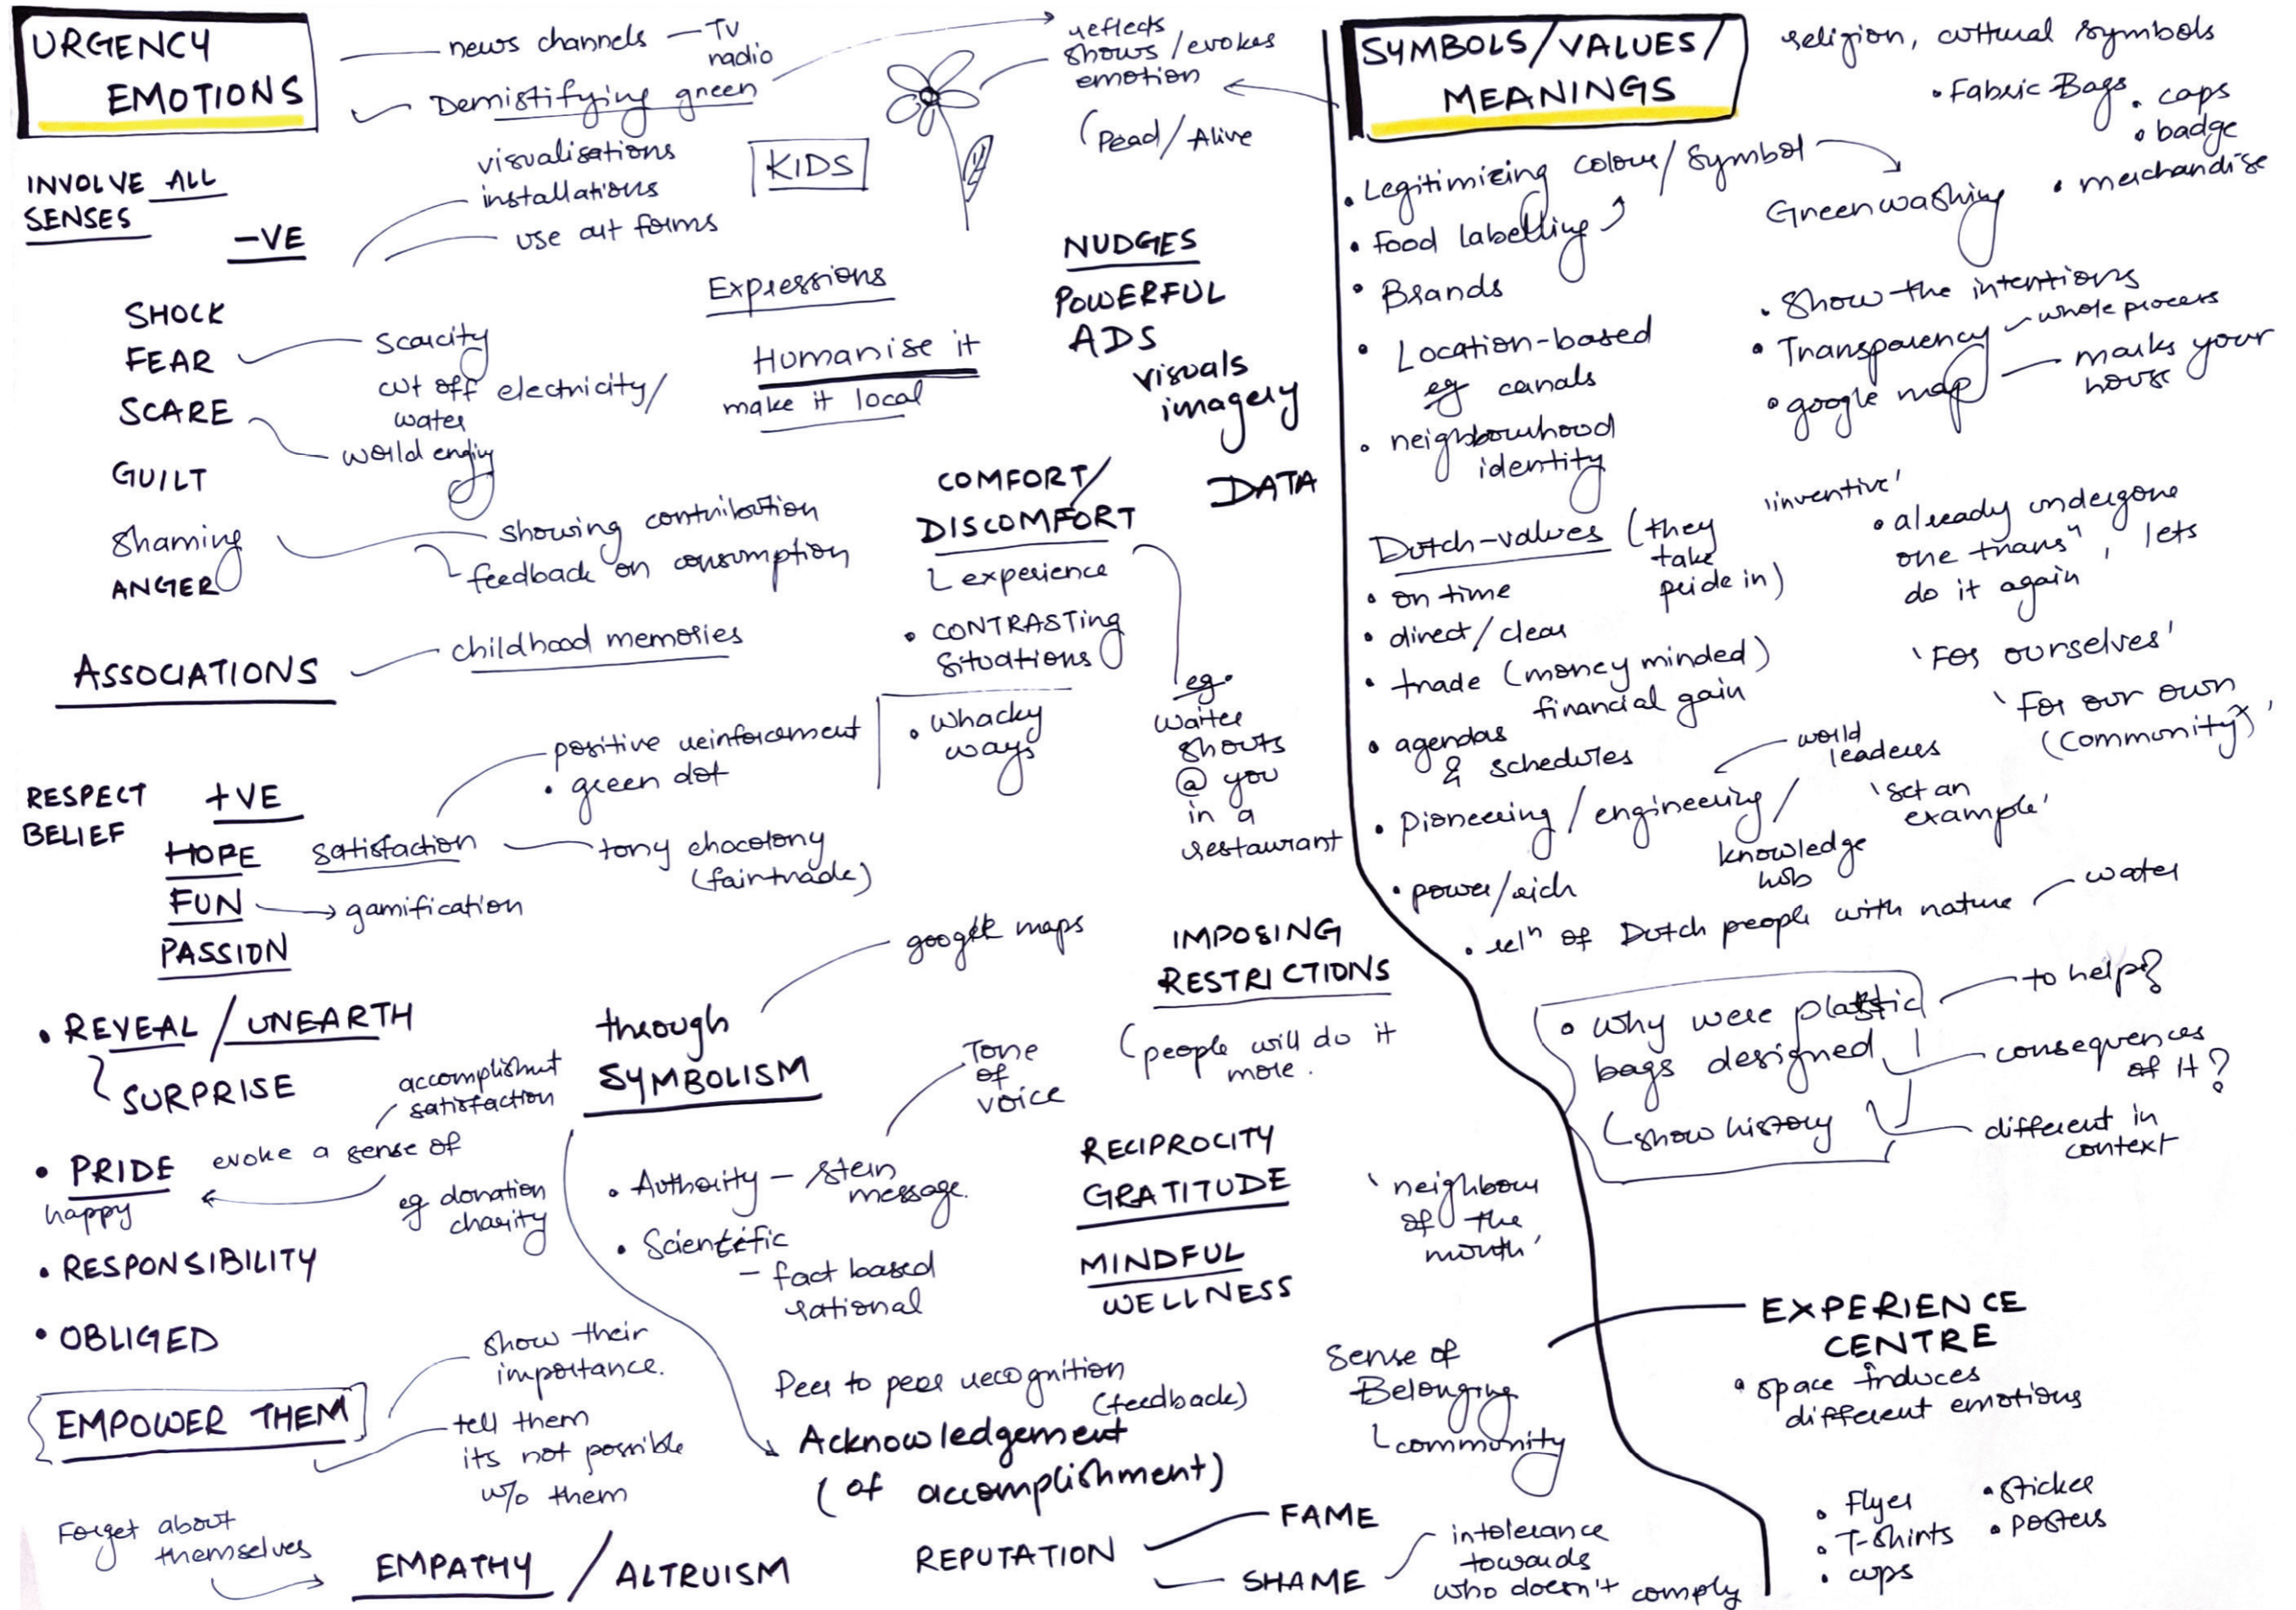 URGENCY
EMOTIONS
news channels — TV
radio
Demistifying green
reflects
shows / evokes
emotion
(Dead / Alive
KIDS
INVOLVE ALL
SENSES
visualisations
installations
use art forms
-VE
SHOCK
FEAR
SCARE
GUILT
Shaming
ANGER
scarcity
cut off electricity/
water
world ending
showing contribution
feedback on consumption
Expressions
Humanise it
make it local
NUDGES
POWERFUL
ADS
visuals
imagery
DATA
COMFORT/
DISCOMFORT
experience
• CONTRASTing
situations
• whacky
ways
eg.
waiter
shouts
@ you
in a
restaurant
ASSOCIATIONS
childhood memories
RESPECT
BELIEF
+VE
HOPE
FUN
PASSION
satisfaction
positive reinforcement
• green dot
tony chocolony
(fairtrade)
gamification
• REVEAL / UNEARTH
SURPRISE
• PRIDE
happy
evoke a sense of
accomplishmt
satisfaction
eg donation
charity
• RESPONSIBILITY
• OBLIGED
EMPOWER THEM
show their
importance.
tell them
its not possible
w/o them
Forget about
themselves
EMPATHY / ALTRUISM
through
SYMBOLISM
google maps
• Authority — stern
message.
Tone
of
voice
• Scientific
– fact based
rational
IMPOSING
RESTRICTIONS
(people will do it
more.
RECIPROCITY
GRATITUDE
MINDFUL
WELLNESS
'neighbour
of the
month'
Peer to peer recognition
(feedback)
Acknowledgement
(of accomplishment)
Sense of
Belonging
community
REPUTATION
FAME
SHAME
intolerance
towards
who doesn't comply
SYMBOLS/VALUES/
MEANINGS
religion, cultural symbols
• Fabric Bags
• caps
• badge
• merchandise
• Legitimizing colour/symbol
Greenwashing
• Food labelling
• Brands
• Location-based
eg canals
• neighbourhood
identity
• Show the intentions
• Transparency
whole process
• google map
marks your
house
Dutch-values (they
take
pride in)
'inventive'
• already undergone
one transⁿ, lets
do it again
• on time
• direct / clear
• trade (money minded)
financial gain
• agendas
& schedules
'For ourselves'
'For our own
(community)'
• pioneering / engineering /
knowledge
hub
world
leaders
'set an
example'
• power/rich
• relⁿ of Dutch people with nature
water
• why were plastic
bags designed
(show history
to help?
consequences
of it?
different in
context
EXPERIENCE
CENTRE
• space induces
different emotions
• Flyer
• T-Shirts
• cups
• sticker
• posters